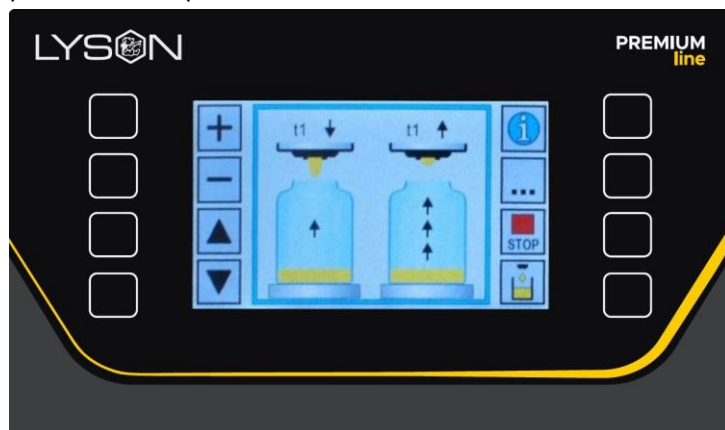 LYSON
PREMIUM
line
+
t1 ↓
t1 ↑
i
−
...
STOP